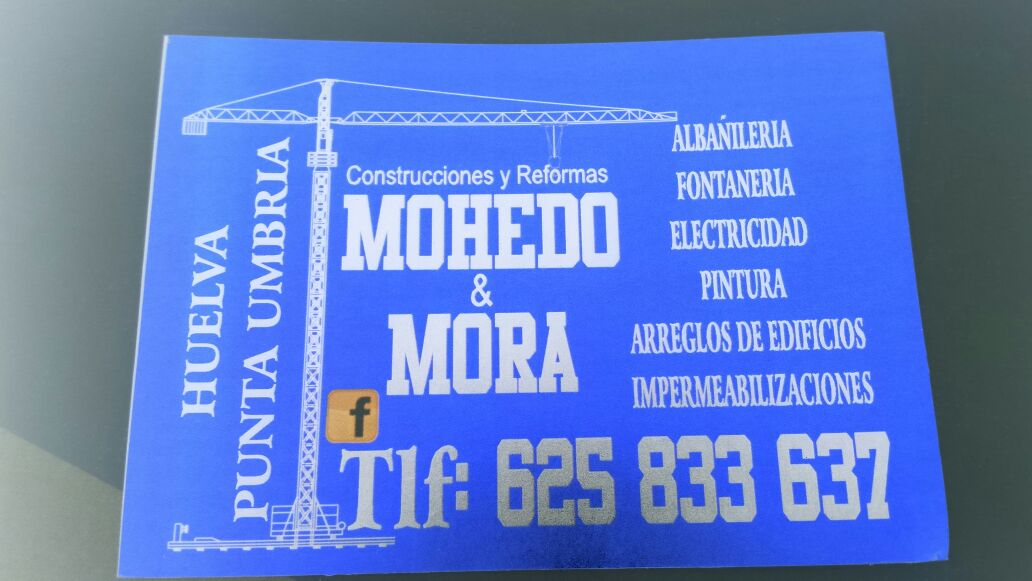 HUELVA
PUNTA UMBRIA
Construcciones y Reformas
MOHEDO
&
MORA
f
Tlf: 625 833 637
ALBAÑILERIA
FONTANERIA
ELECTRICIDAD
PINTURA
ARREGLOS DE EDIFICIOS
IMPERMEABILIZACIONES